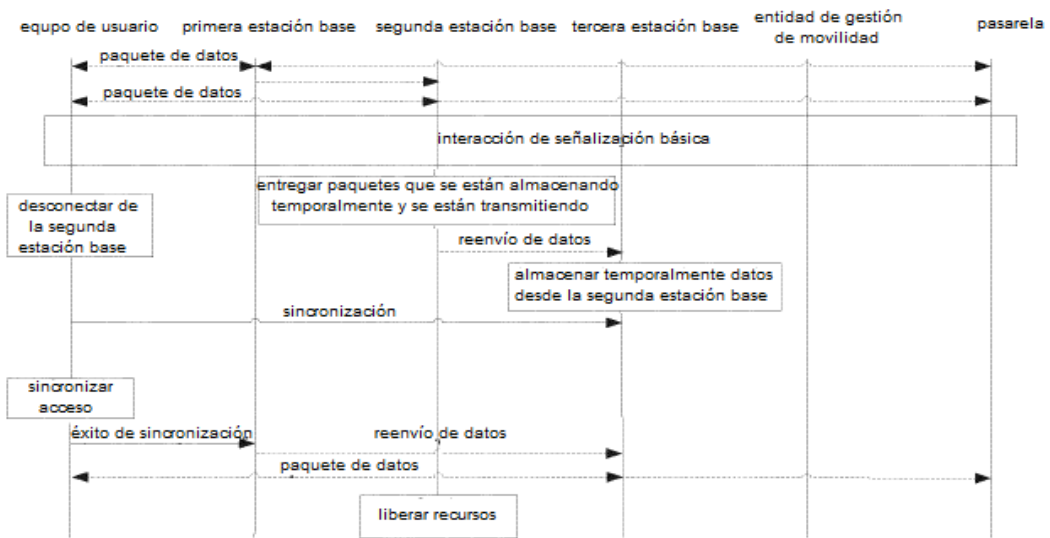 equpo de usuario
primera estación base
segunda estación base
tercera estación base
entidad de gestión
de movilidad
pasarela
paquete de datos
paquete de datos
interacción de señalización básica
entregar paquetes que se están almacenando
temporalmente y se están transmitiendo
desconectar de
la segunda
estación base
reenvío de datos
almacenar temporalmente datos
desde la segunda estación base
sincronización
sincronizar
acceso
éxito de sincronización
reenvío de datos
paquete de datos
liberar recursos